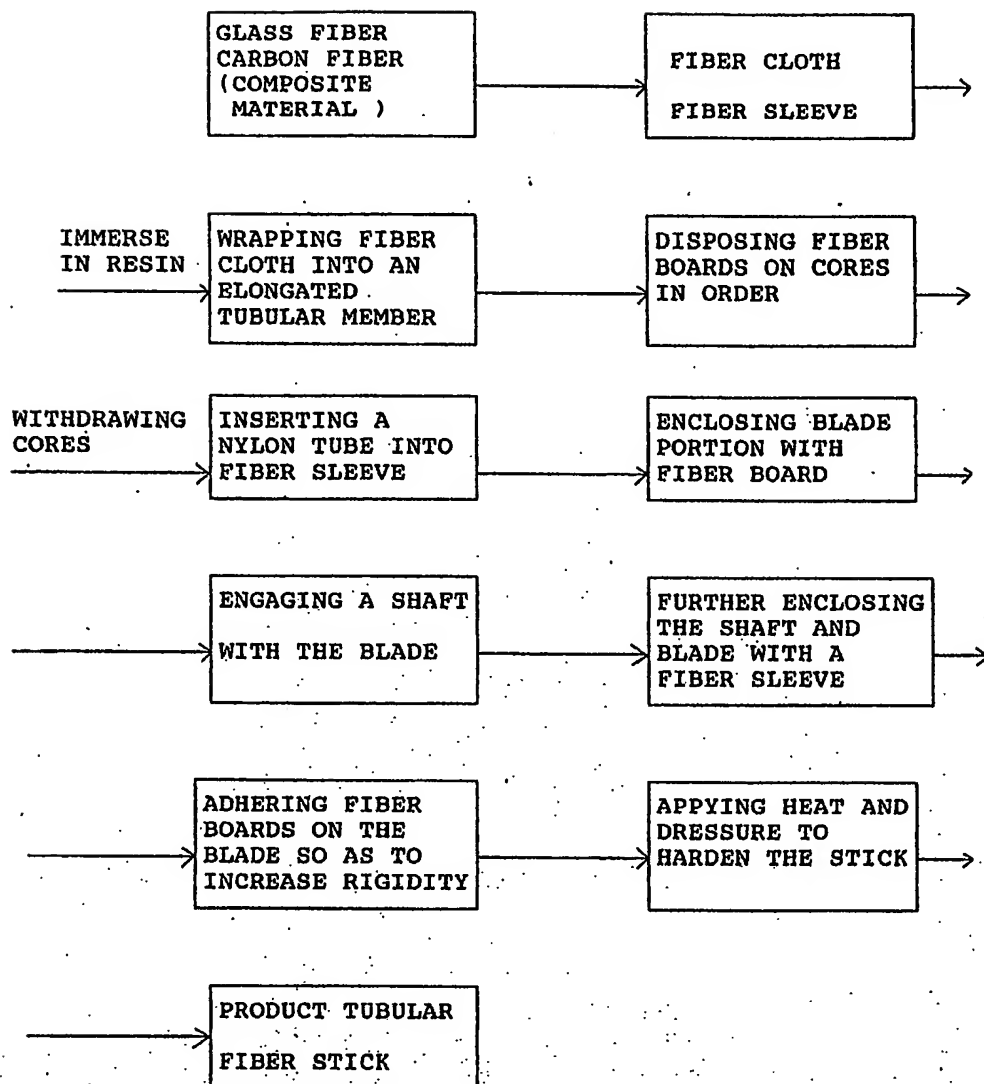 GLASS FIBER
CARBON FIBER
(COMPOSITE
MATERIAL )
FIBER CLOTH
FIBER SLEEVE
IMMERSE
IN RESIN
WRAPPING FIBER
CLOTH INTO AN
ELONGATED
TUBULAR MEMBER
DISPOSING FIBER
BOARDS ON CORES
IN ORDER
WITHDRAWING
CORES
INSERTING A
NYLON TUBE INTO
FIBER SLEEVE
ENCLOSING BLADE
PORTION WITH
FIBER BOARD
ENGAGING A SHAFT
WITH THE BLADE
FURTHER ENCLOSING
THE SHAFT AND
BLADE WITH A
FIBER SLEEVE
ADHERING FIBER
BOARDS ON THE
BLADE SO AS TO
INCREASE RIGIDITY
APPYING HEAT AND
DRESSURE TO
HARDEN THE STICK
PRODUCT TUBULAR
FIBER STICK